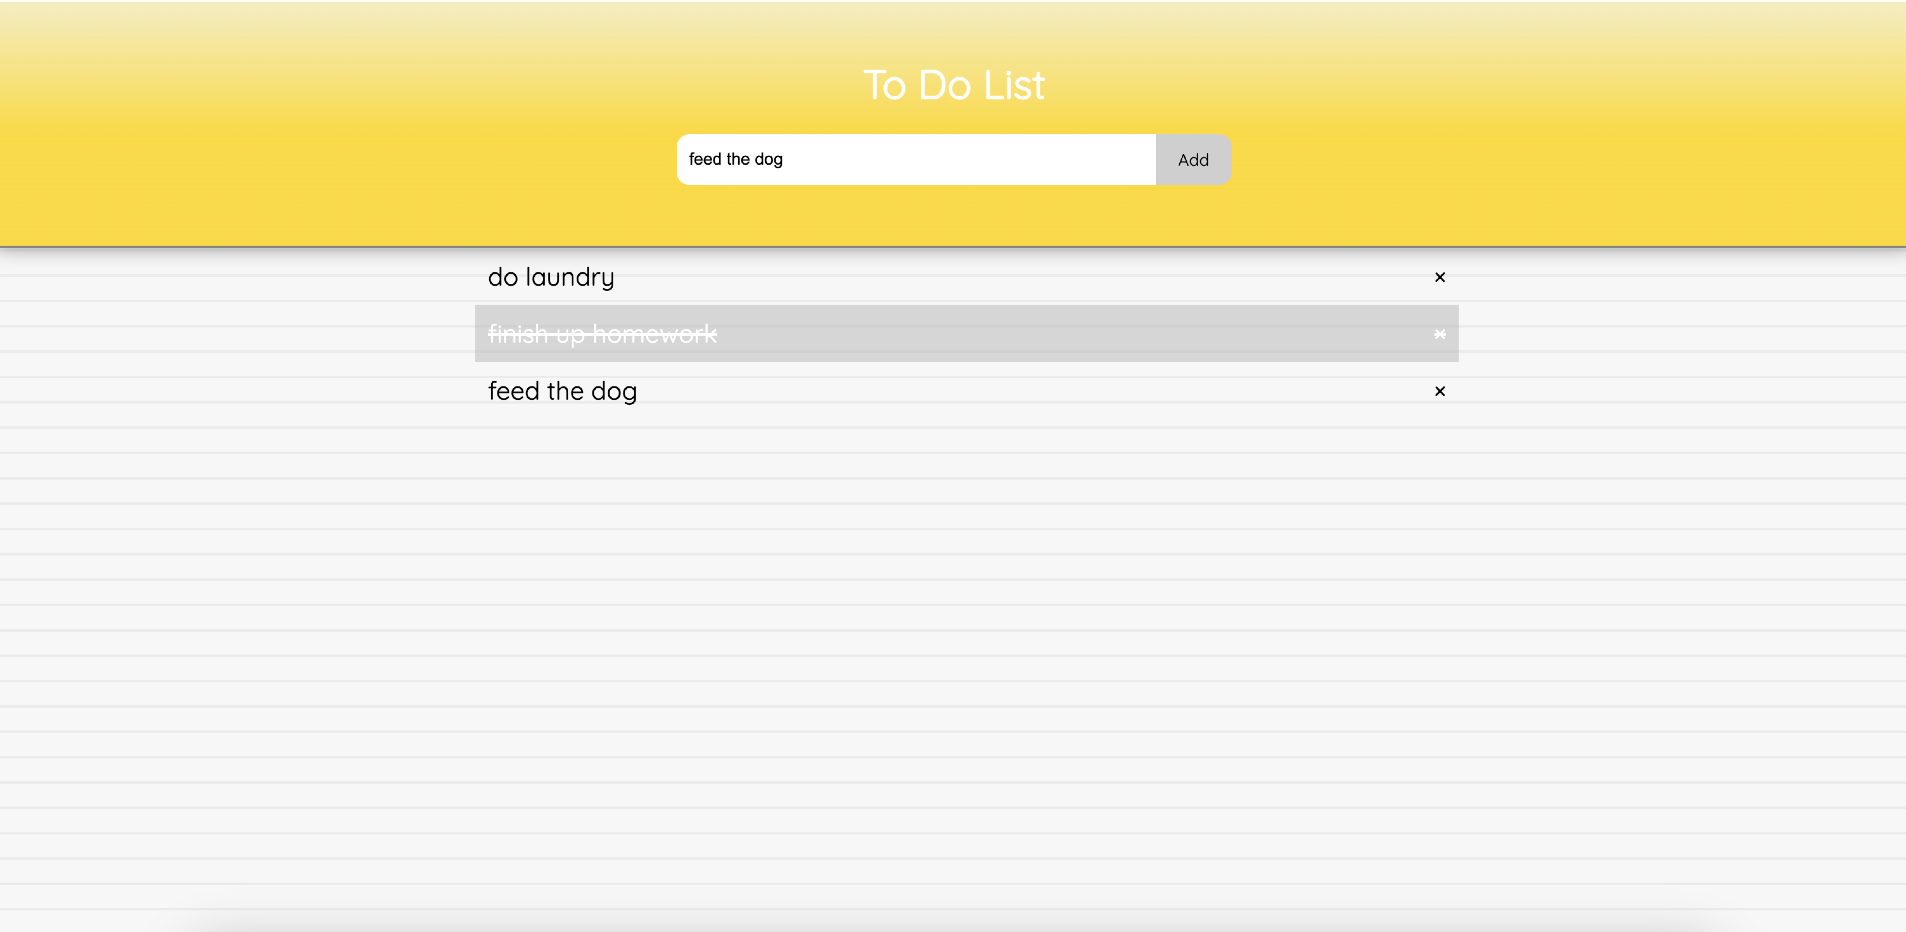 To Do List
feed the dog Add
do laundry ×
finish up homework ×
feed the dog ×